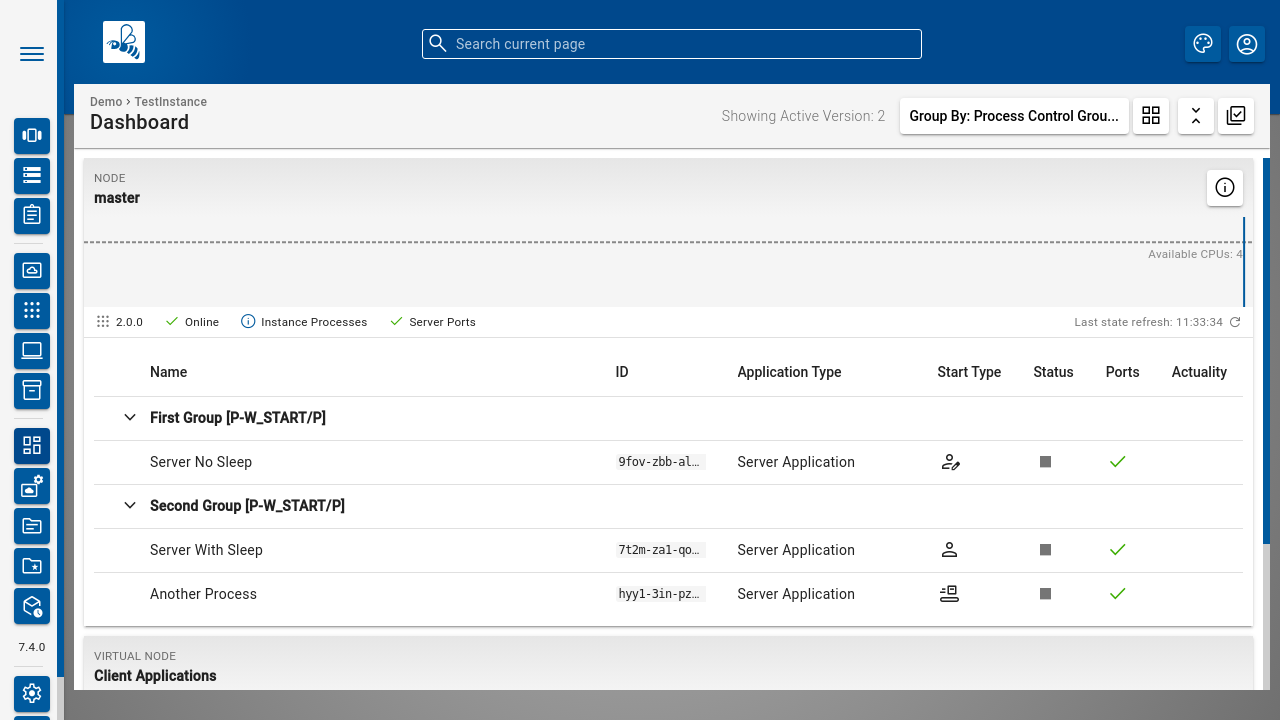 Search current page
Demo › TestInstance
Dashboard
Showing Active Version: 2
Group By: Process Control Grou...
NODE
master
Available CPUs: 4
2.0.0 Online Instance Processes Server Ports Last state refresh: 11:33:34
Name ID Application Type Start Type Status Ports Actuality
First Group [P-W_START/P]
Server No Sleep 9fov-zbb-al… Server Application
Second Group [P-W_START/P]
Server With Sleep 7t2m-za1-qo… Server Application
Another Process hyy1-3in-pz… Server Application
7.4.0
VIRTUAL NODE
Client Applications